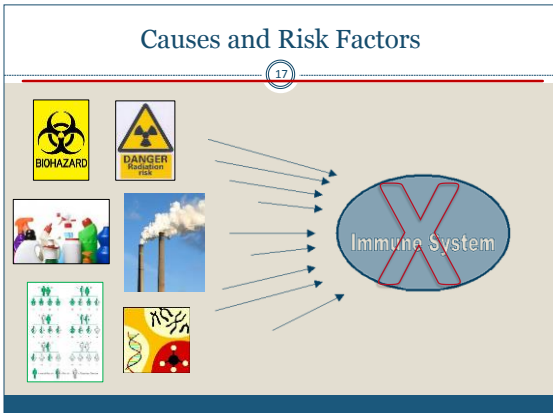 Causes and Risk Factors
17
BIOHAZARD
DANGER
Radiation
risk
Immune System
X